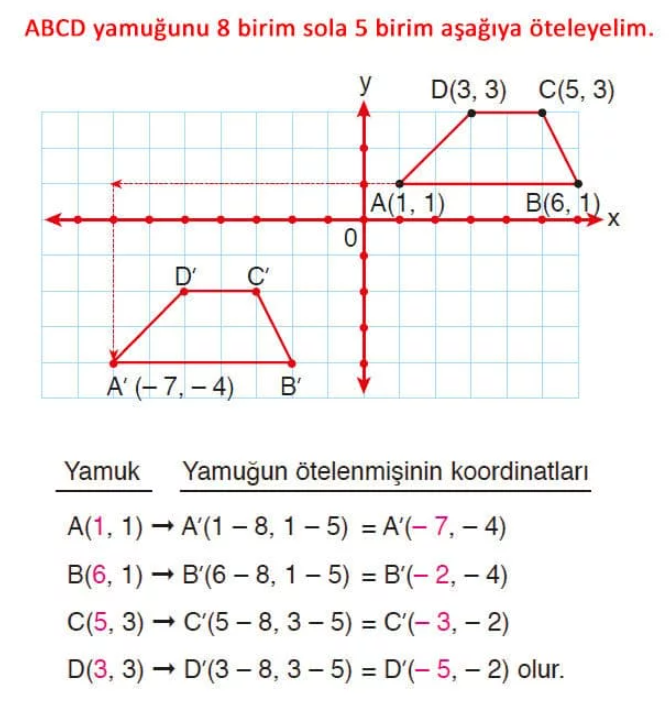 ABCD yamuğunu 8 birim sola 5 birim aşağıya öteleyelim.
y
D(3, 3) C(5, 3)
A(1, 1) B(6, 1)
x
0
D′ C′
A′ (– 7, – 4) B′
Yamuk Yamuğun ötelenmişinin koordinatları
A(1, 1) → A′(1 – 8, 1 – 5) = A′(– 7, – 4)
B(6, 1) → B′(6 – 8, 1 – 5) = B′(– 2, – 4)
C(5, 3) → C′(5 – 8, 3 – 5) = C′(– 3, – 2)
D(3, 3) → D′(3 – 8, 3 – 5) = D′(– 5, – 2) olur.